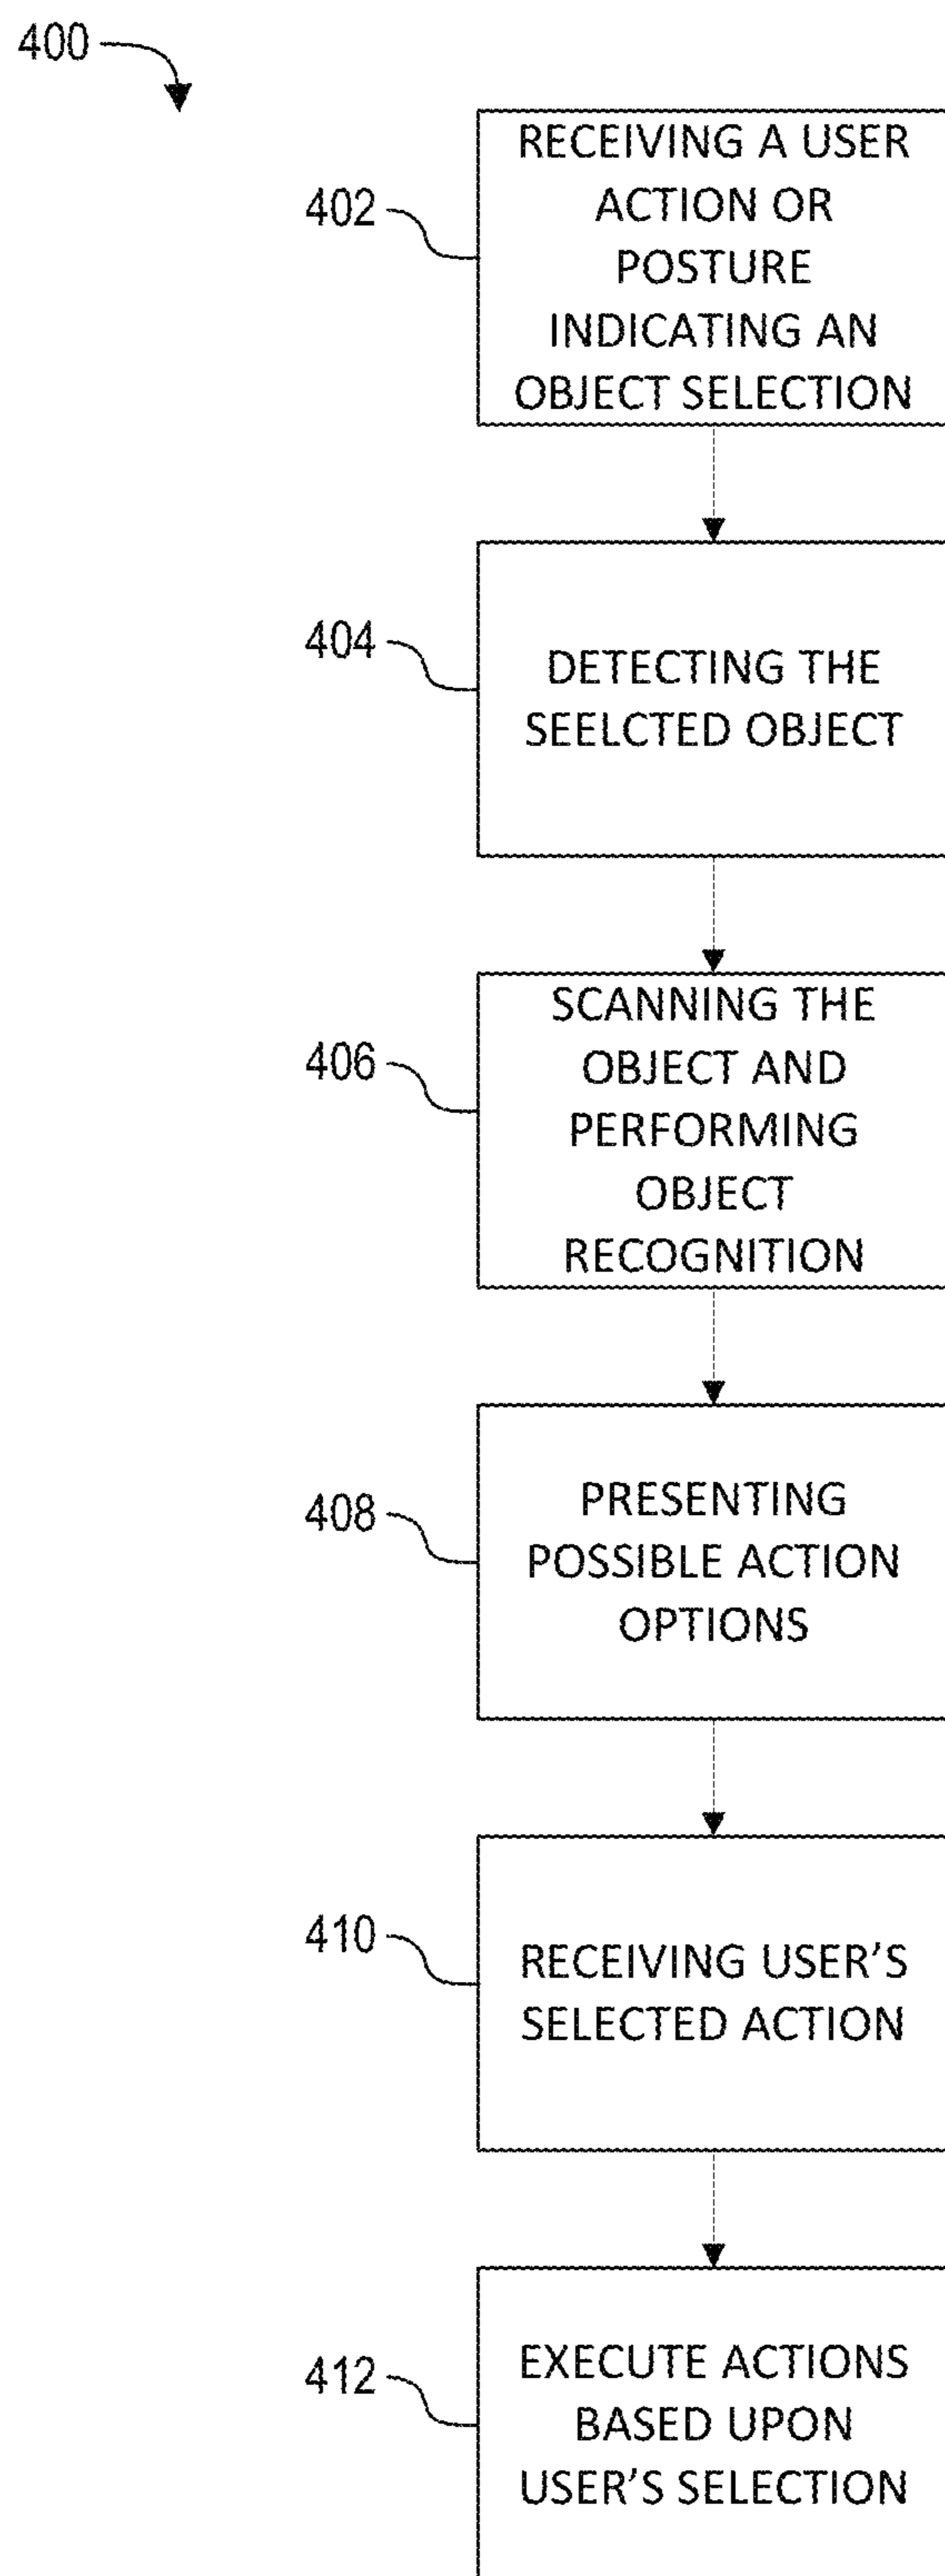 400
402
RECEIVING A USER
ACTION OR
POSTURE
INDICATING AN
OBJECT SELECTION
404
DETECTING THE
SEELCTED OBJECT
406
SCANNING THE
OBJECT AND
PERFORMING
OBJECT
RECOGNITION
408
PRESENTING
POSSIBLE ACTION
OPTIONS
410
RECEIVING USER'S
SELECTED ACTION
412
EXECUTE ACTIONS
BASED UPON
USER'S SELECTION